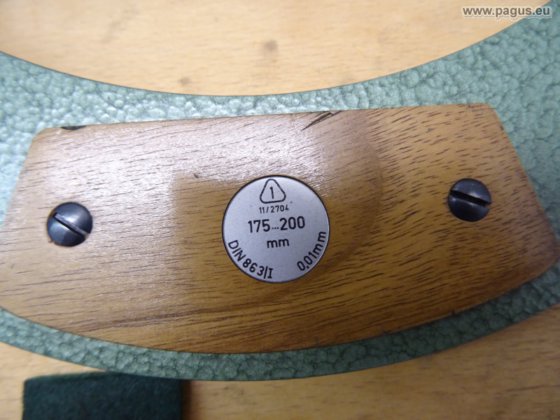 www.pagus.eu
1
11/2704
175...200
mm
DIN 863/I
0,01mm